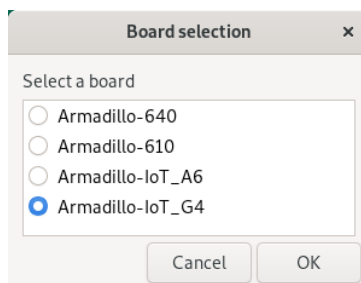 Board selection ×
Select a board
Armadillo-640
Armadillo-610
Armadillo-IoT_A6
Armadillo-IoT_G4
Cancel OK